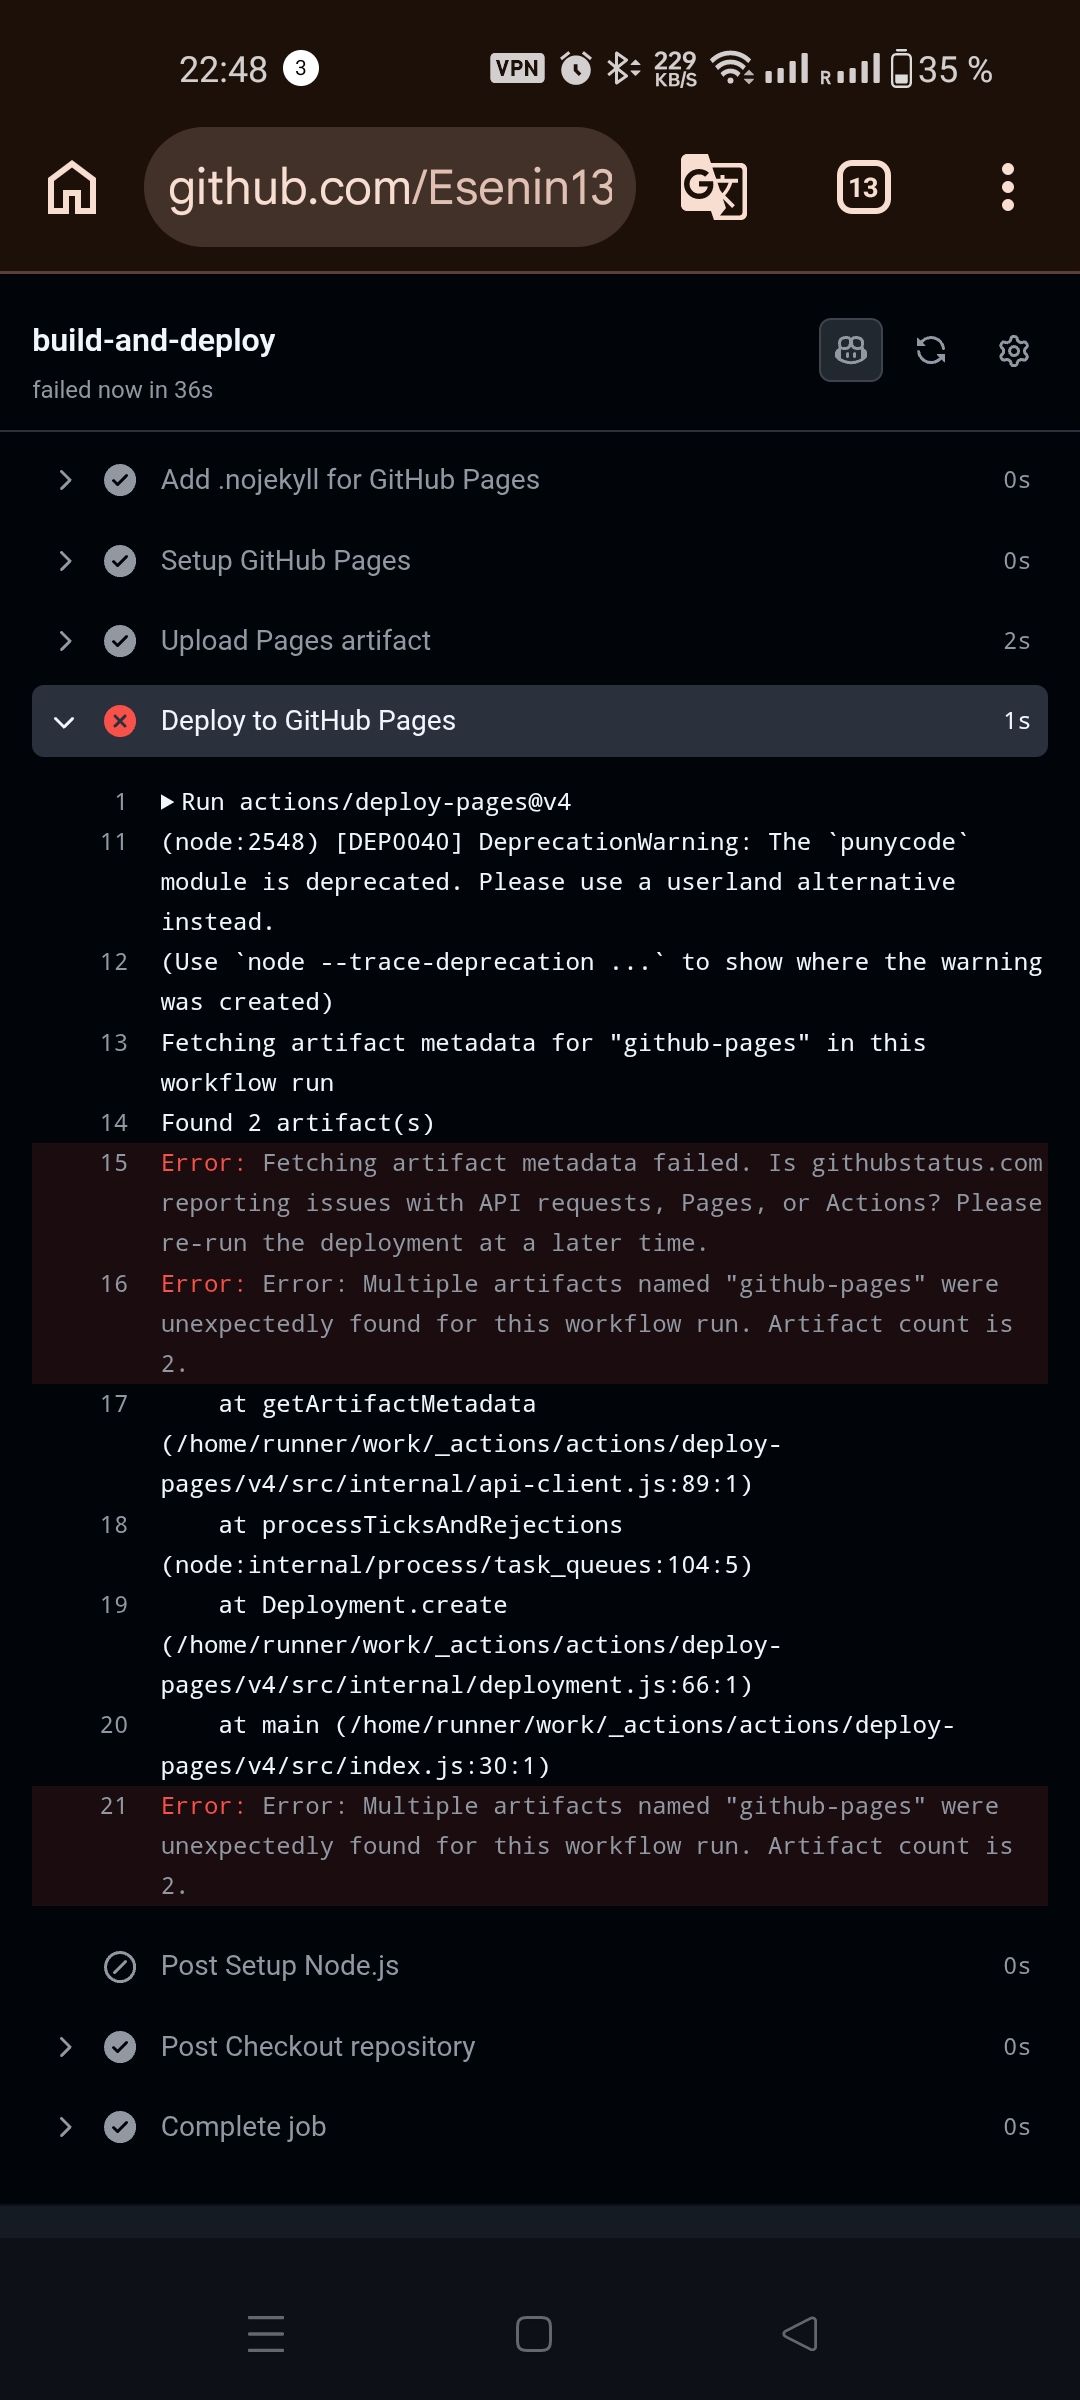 22:48 3 VPN 229 KB/S R 35 %
github.com/Esenin13 13
build-and-deploy
failed now in 36s
Add .nojekyll for GitHub Pages 0s
Setup GitHub Pages 0s
Upload Pages artifact 2s
Deploy to GitHub Pages 1s
1 Run actions/deploy-pages@v4
11 (node:2548) [DEP0040] DeprecationWarning: The `punycode`
module is deprecated. Please use a userland alternative
instead.
12 (Use `node --trace-deprecation ...` to show where the warning
was created)
13 Fetching artifact metadata for "github-pages" in this
workflow run
14 Found 2 artifact(s)
15 Error: Fetching artifact metadata failed. Is githubstatus.com
reporting issues with API requests, Pages, or Actions? Please
re-run the deployment at a later time.
16 Error: Error: Multiple artifacts named "github-pages" were
unexpectedly found for this workflow run. Artifact count is
2.
17 at getArtifactMetadata
(/home/runner/work/_actions/actions/deploy-
pages/v4/src/internal/api-client.js:89:1)
18 at processTicksAndRejections
(node:internal/process/task_queues:104:5)
19 at Deployment.create
(/home/runner/work/_actions/actions/deploy-
pages/v4/src/internal/deployment.js:66:1)
20 at main (/home/runner/work/_actions/actions/deploy-
pages/v4/src/index.js:30:1)
21 Error: Error: Multiple artifacts named "github-pages" were
unexpectedly found for this workflow run. Artifact count is
2.
Post Setup Node.js 0s
Post Checkout repository 0s
Complete job 0s